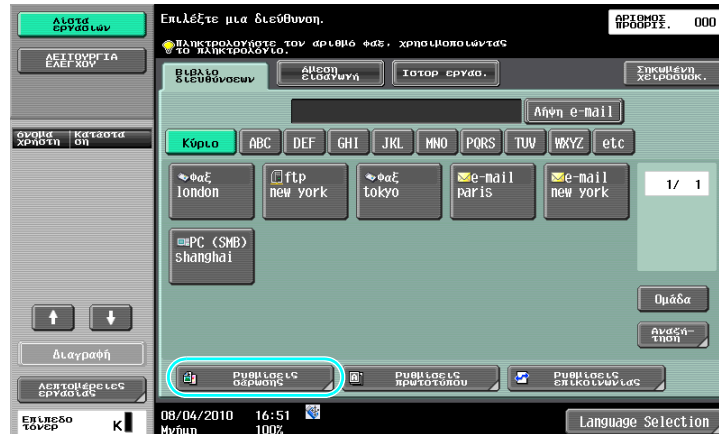 Λίστα
εργασιών
ΛΕΙΤΟΥΡΓΙΑ
ΕΛΕΓΧΟΥ
όνομα Κατάστα
χρήστη ση
Διαγραφή
Λεπτομέρειες
εργασίας
Επίπεδο
τόνερ
K
Επιλέξτε μια διεύθυνση.
Πληκτρολογήστε τον αριθμό φαξ, χρησιμοποιώντας
το πληκτρολόγιο.
ΑΡΙΘΜΟΣ
ΠΡΟΟΡΙΣ. 000
Βιβλίο
διευθύνσεων
Άμεση
εισαγωγή
Ιστορ εργασ.
Σηκωμένη
χειροσυσκ.
Λήψη e-mail
Κύριο ABC DEF GHI JKL MNO PQRS TUV WXYZ etc
Φαξ
london
ftp
new york
Φαξ
tokyo
e-mail
paris
e-mail
new york
1/ 1
PC (SMB)
shanghai
Ομάδα
Αναζή-
τηση
Ρυθμίσεις
σάρωσης
Ρυθμίσεις
πρωτοτύπου
Ρυθμίσεις
επικοινωνίας
08/04/2010 16:51
Μνήμη 100%
Language Selection